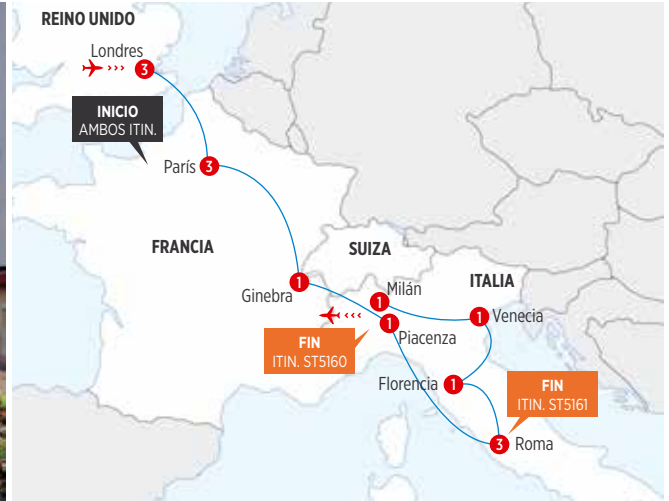 REINO UNIDO
Londres
3
INICIO
AMBOS ITIN.
París
3
FRANCIA
SUIZA
ITALIA
Ginebra
1
Milán
1
1
Venecia
1
Piacenza
FIN
ITIN. ST5160
Florencia
1
FIN
ITIN. ST5161
3
Roma